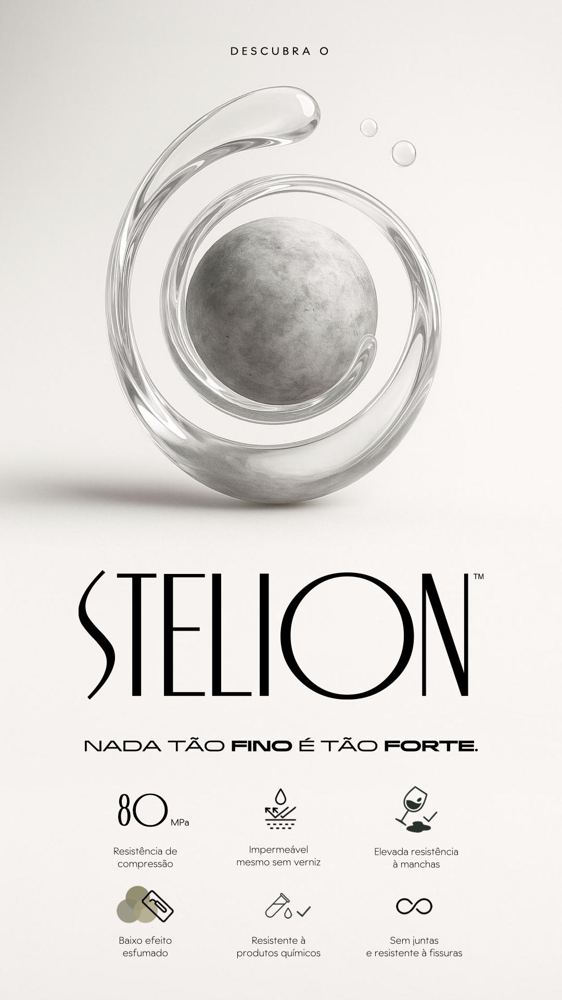 DESCUBRA O
STELION™
NADA TÃO FINO É TÃO FORTE.
80 MPa
Resistência de
compressão
Impermeável
mesmo sem verniz
Elevada resistência
à manchas
Baixo efeito
esfumado
Resistente à
produtos químicos
Sem juntas
e resistente à fissuras